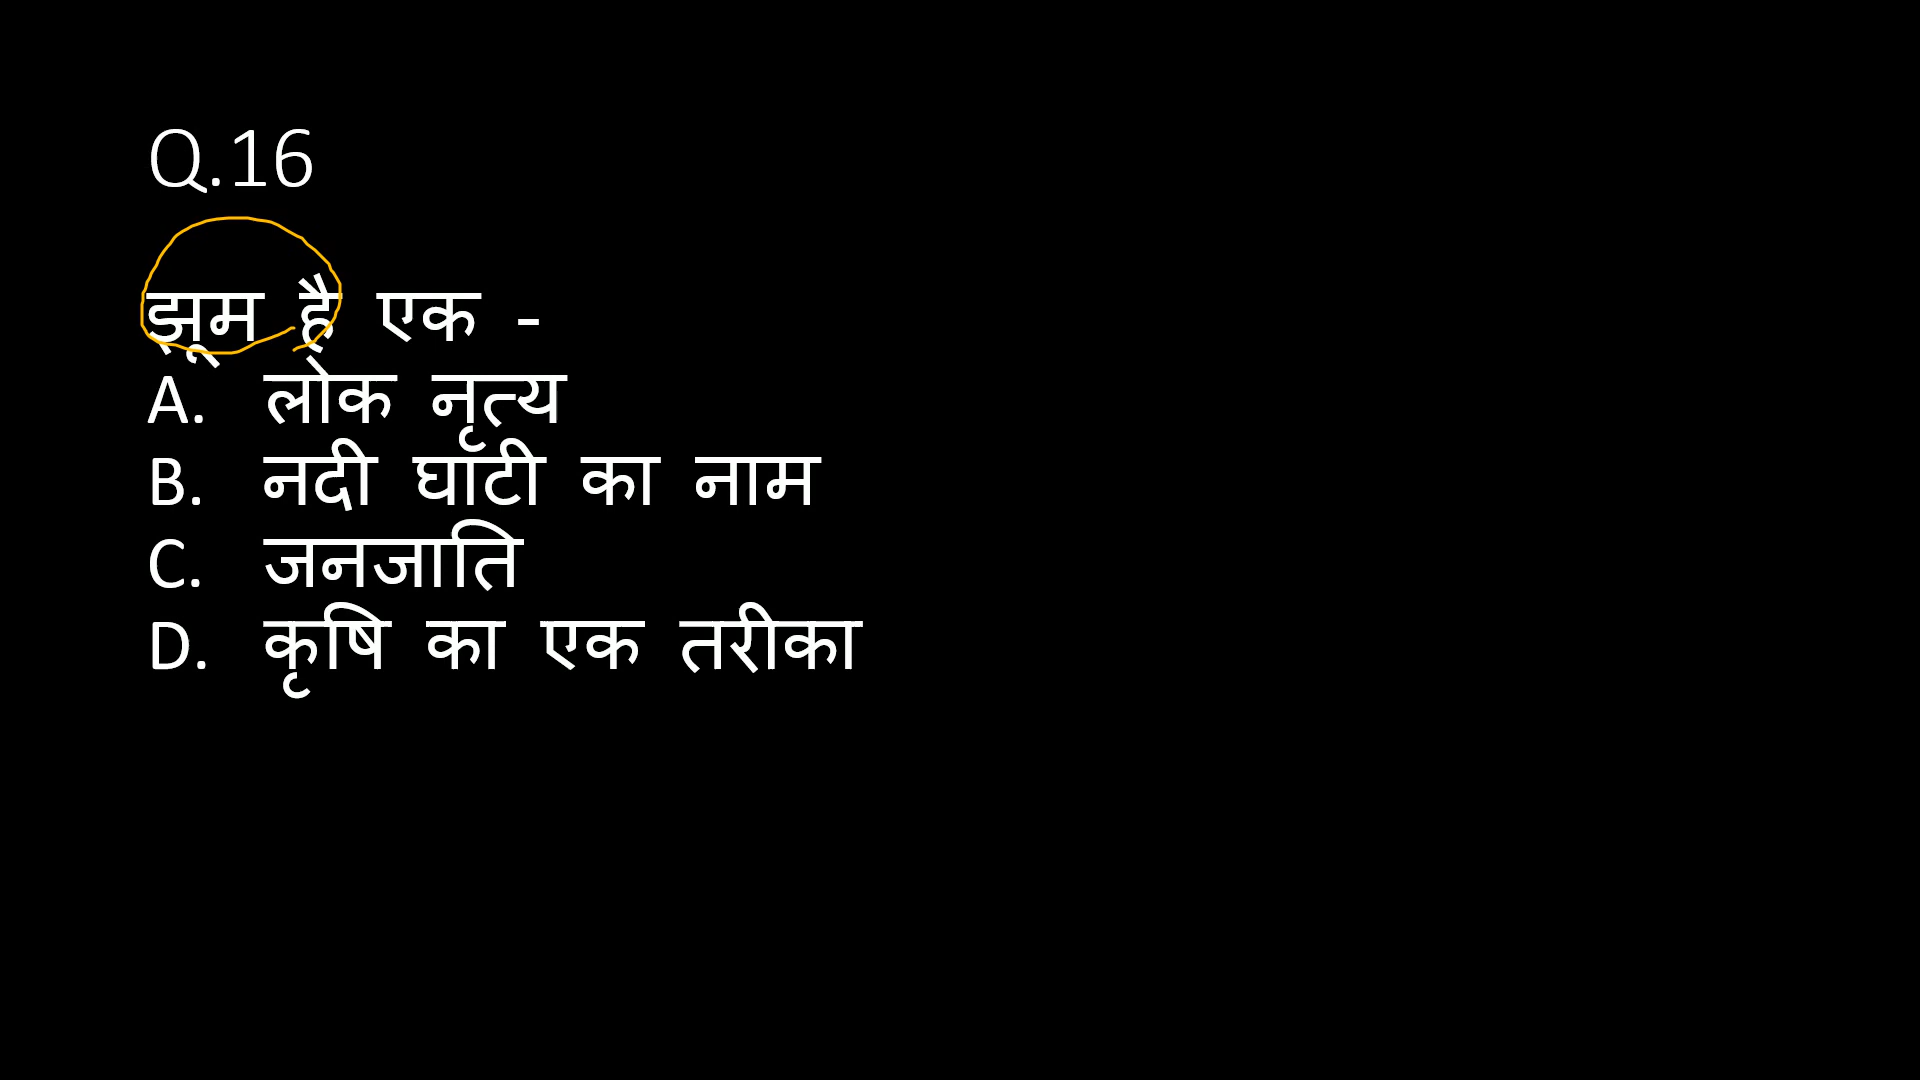 Q.16
झूम है एक -
A. लोक नृत्य
B. नदी घाटी का नाम
C. जनजाति
D. कृषि का एक तरीका